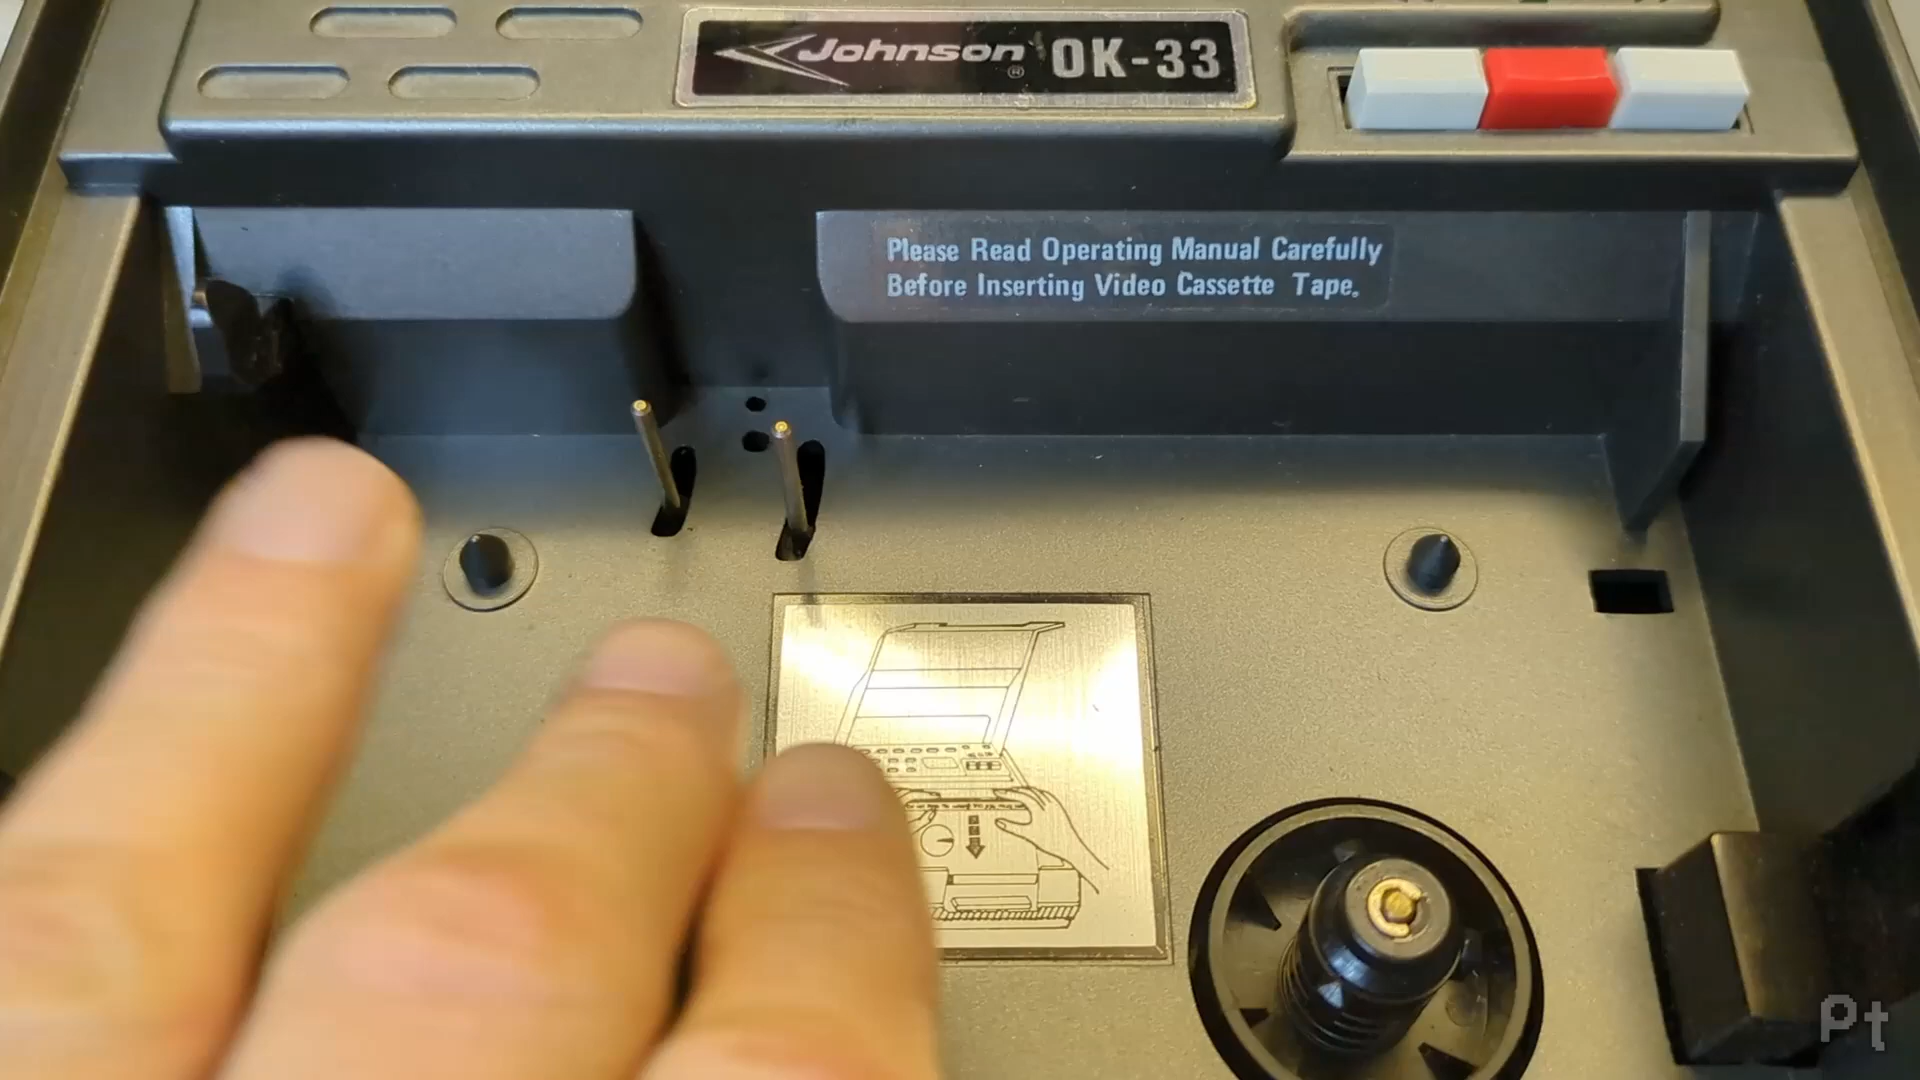 Johnson® OK-33
Please Read Operating Manual Carefully
Before Inserting Video Cassette Tape.
Pt